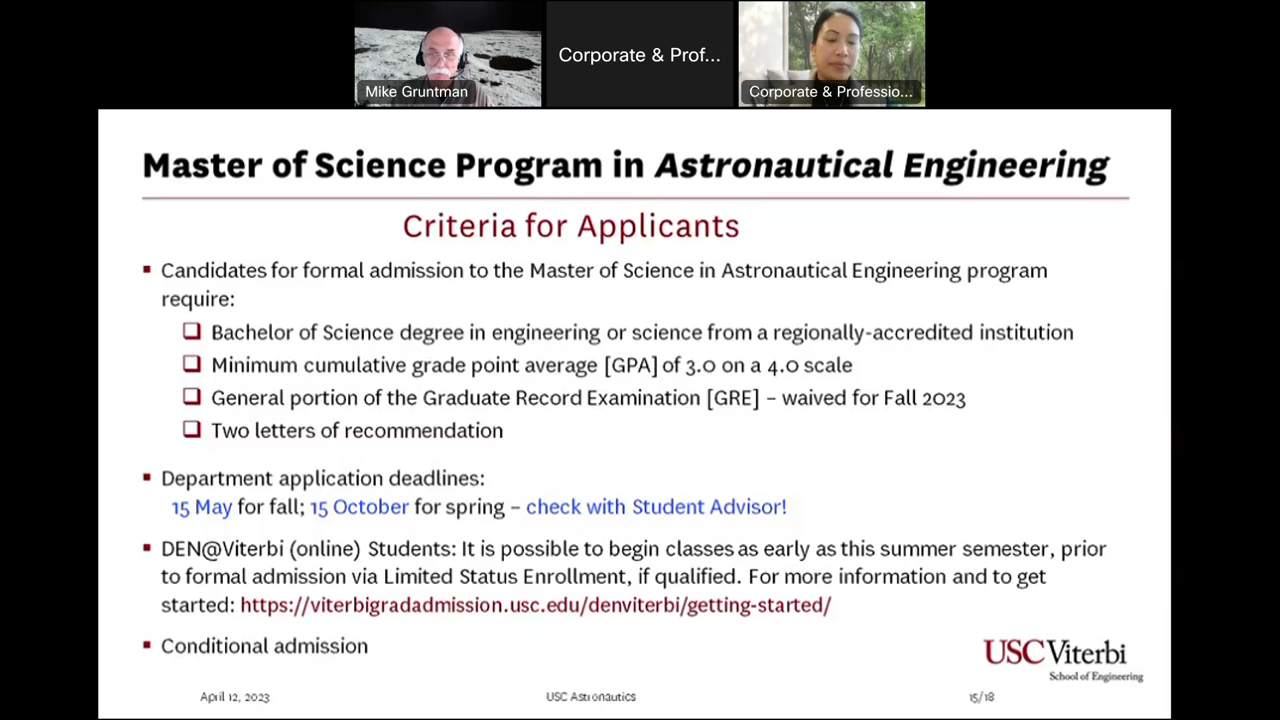 Corporate & Prof...
Mike Gruntman
Corporate & Professio...
Master of Science Program in Astronautical Engineering
Criteria for Applicants
Candidates for formal admission to the Master of Science in Astronautical Engineering program
require:
Bachelor of Science degree in engineering or science from a regionally-accredited institution
Minimum cumulative grade point average [GPA] of 3.0 on a 4.0 scale
General portion of the Graduate Record Examination [GRE] – waived for Fall 2023
Two letters of recommendation
Department application deadlines:
15 May for fall; 15 October for spring – check with Student Advisor!
DEN@Viterbi (online) Students: It is possible to begin classes as early as this summer semester, prior
to formal admission via Limited Status Enrollment, if qualified. For more information and to get
started: https://viterbigradadmission.usc.edu/denviterbi/getting-started/
Conditional admission
USC Viterbi
School of Engineering
April 12, 2023
USC Astronautics
15/18